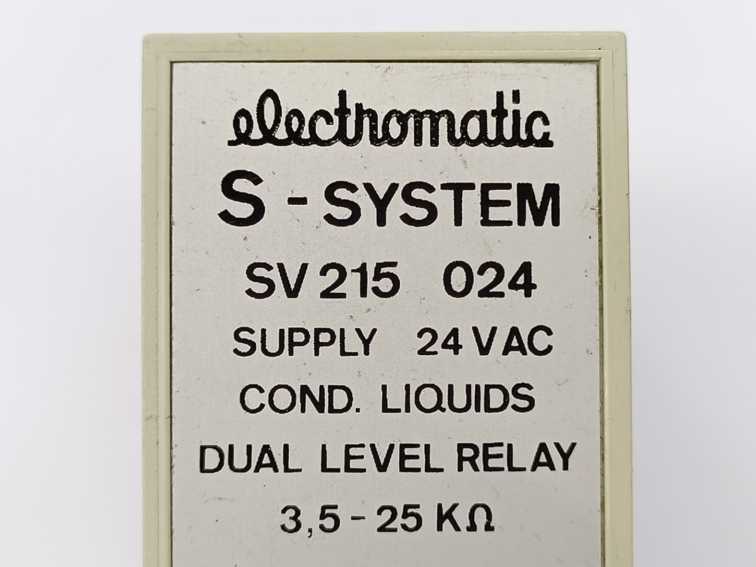 electromatic
S - SYSTEM
SV 215 024
SUPPLY 24 VAC
COND. LIQUIDS
DUAL LEVEL RELAY
3,5 - 25 KΩ